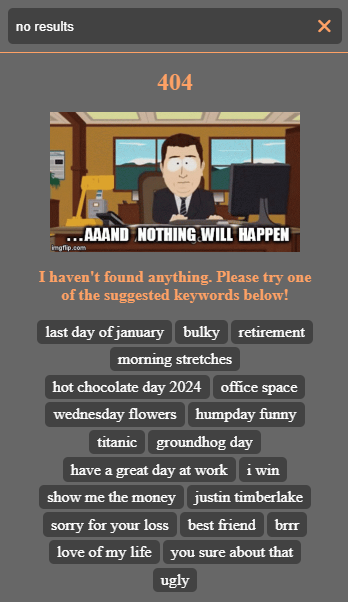 no results
404
...AAAND NOTHING WILL HAPPEN
imgflip.com
I haven't found anything. Please try one
of the suggested keywords below!
last day of january bulky retirement
morning stretches
hot chocolate day 2024 office space
wednesday flowers humpday funny
titanic groundhog day
have a great day at work i win
show me the money justin timberlake
sorry for your loss best friend brrr
love of my life you sure about that
ugly